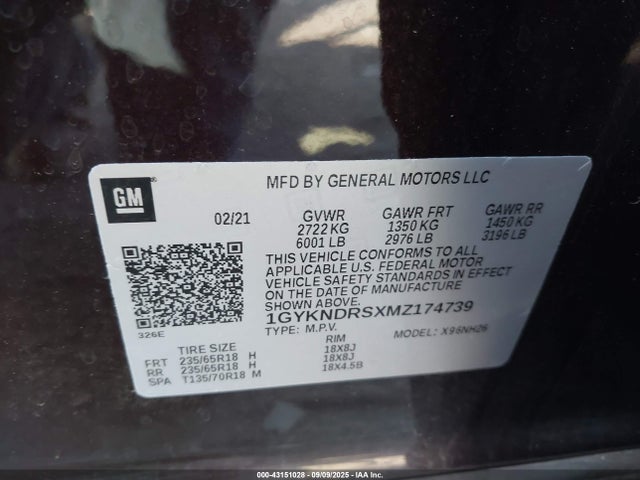 GM
MFD BY GENERAL MOTORS LLC
02/21 GVWR GAWR FRT GAWR RR
2722 KG 1350 KG 1450 KG
6001 LB 2976 LB 3196 LB
THIS VEHICLE CONFORMS TO ALL
APPLICABLE U.S. FEDERAL MOTOR
VEHICLE SAFETY STANDARDS IN EFFECT
ON THE DATE OF MANUFACTURE
SHOWN ABOVE.
1GYKNDRSXMZ174739
TYPE: M.P.V. MODEL: X98NH26
326E
TIRE SIZE RIM
FRT 235/65R18 H 18X8J
RR 235/65R18 H 18X8J
SPA T135/70R18 M 18X4.5B
000-43151028 - 09/09/2025 - IAA Inc.